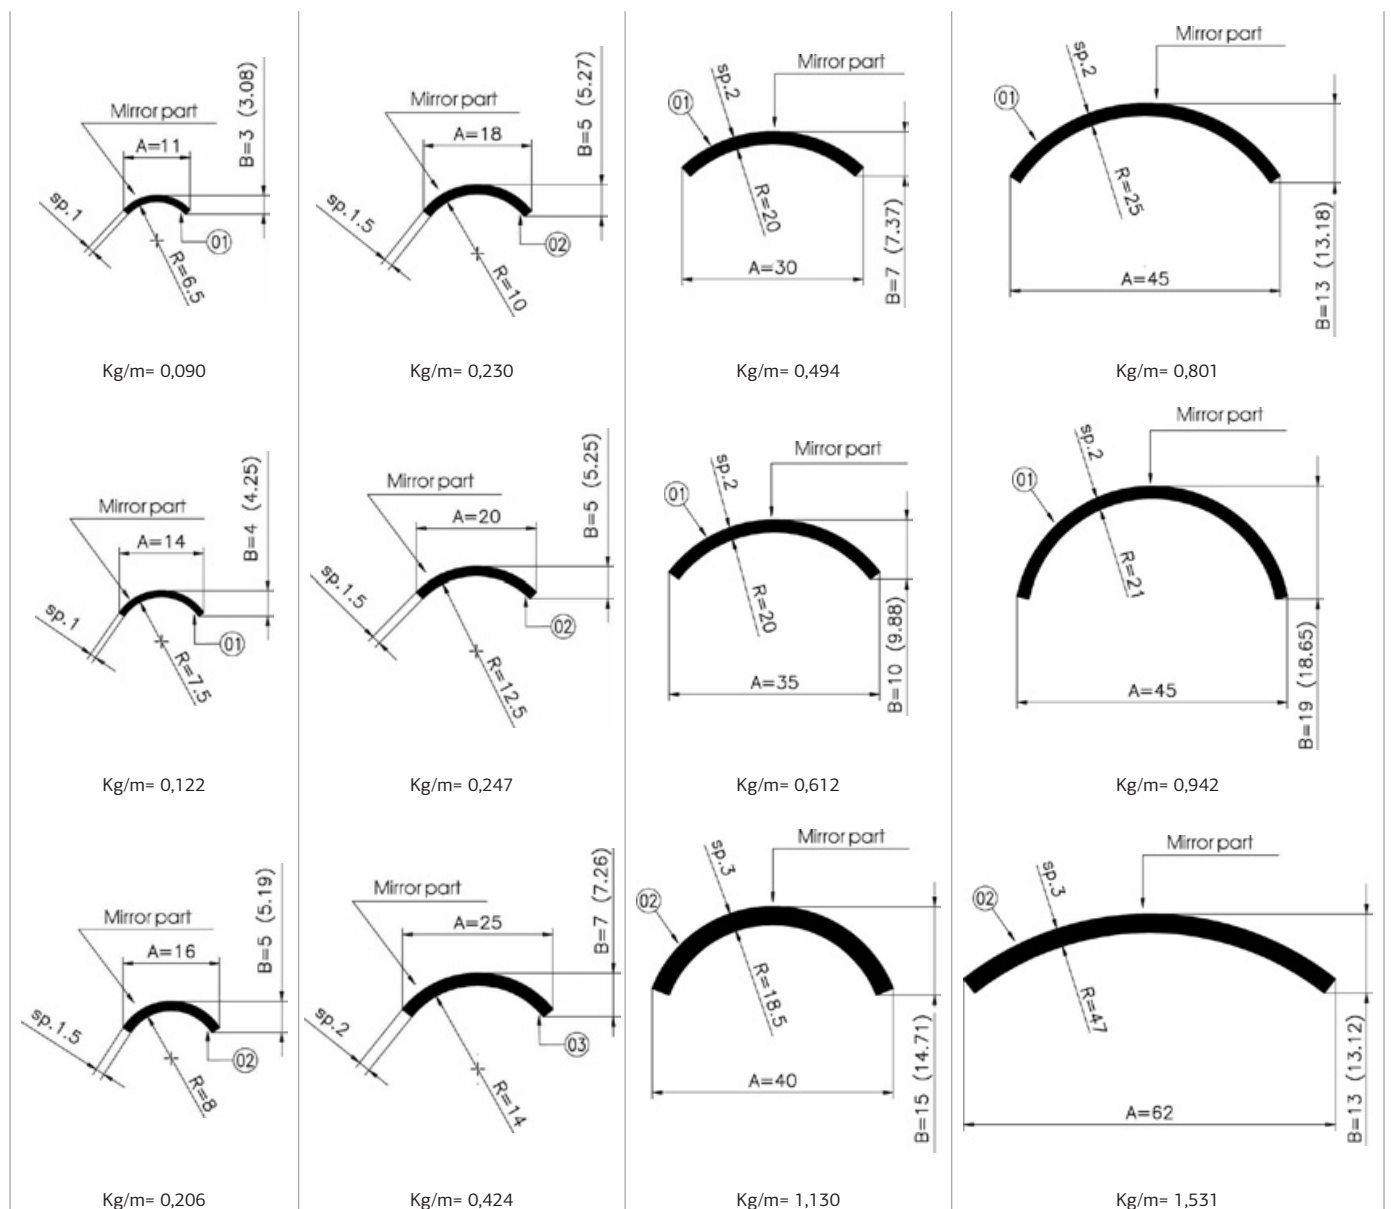 Mirror part
A=11
B=3 (3.08)
sp.1
01
R=6.5
Kg/m= 0,090
Mirror part
A=18
B=5 (5.27)
sp.1.5
02
R=10
Kg/m= 0,230
Mirror part
sp.2
01
R=20
A=30
B=7 (7.37)
Kg/m= 0,494
Mirror part
sp.2
01
R=25
A=45
B=13 (13.18)
Kg/m= 0,801
Mirror part
A=14
B=4 (4.25)
sp.1
01
R=7.5
Kg/m= 0,122
Mirror part
A=20
B=5 (5.25)
sp.1.5
02
R=12.5
Kg/m= 0,247
Mirror part
sp.2
01
R=20
A=35
B=10 (9.88)
Kg/m= 0,612
Mirror part
sp.2
01
R=21
A=45
B=19 (18.65)
Kg/m= 0,942
Mirror part
A=16
B=5 (5.19)
sp.1.5
02
R=8
Kg/m= 0,206
Mirror part
A=25
B=7 (7.26)
sp.2
03
R=14
Kg/m= 0,424
Mirror part
sp.3
02
R=18.5
A=40
B=15 (14.71)
Kg/m= 1,130
Mirror part
sp.3
02
R=47
A=62
B=13 (13.12)
Kg/m= 1,531